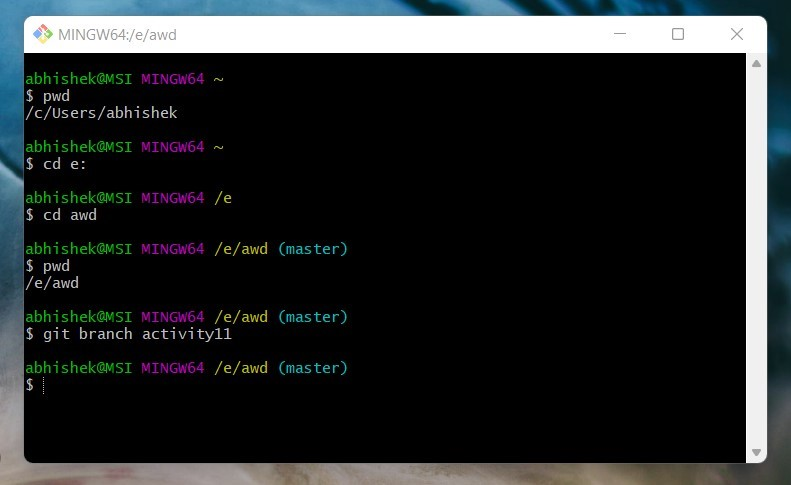 MINGW64:/e/awd
abhishek@MSI MINGW64 ~
$ pwd
/c/Users/abhishek
abhishek@MSI MINGW64 ~
$ cd e:
abhishek@MSI MINGW64 /e
$ cd awd
abhishek@MSI MINGW64 /e/awd (master)
$ pwd
/e/awd
abhishek@MSI MINGW64 /e/awd (master)
$ git branch activity11
abhishek@MSI MINGW64 /e/awd (master)
$